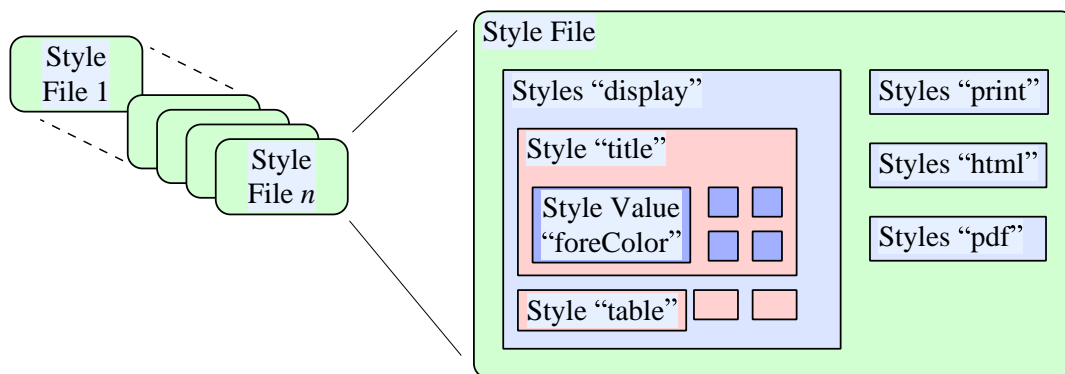 Style
File 1
Style
File n
Style File
Styles “display”
Style “title”
Style Value
“foreColor”
Style “table”
Styles “print”
Styles “html”
Styles “pdf”